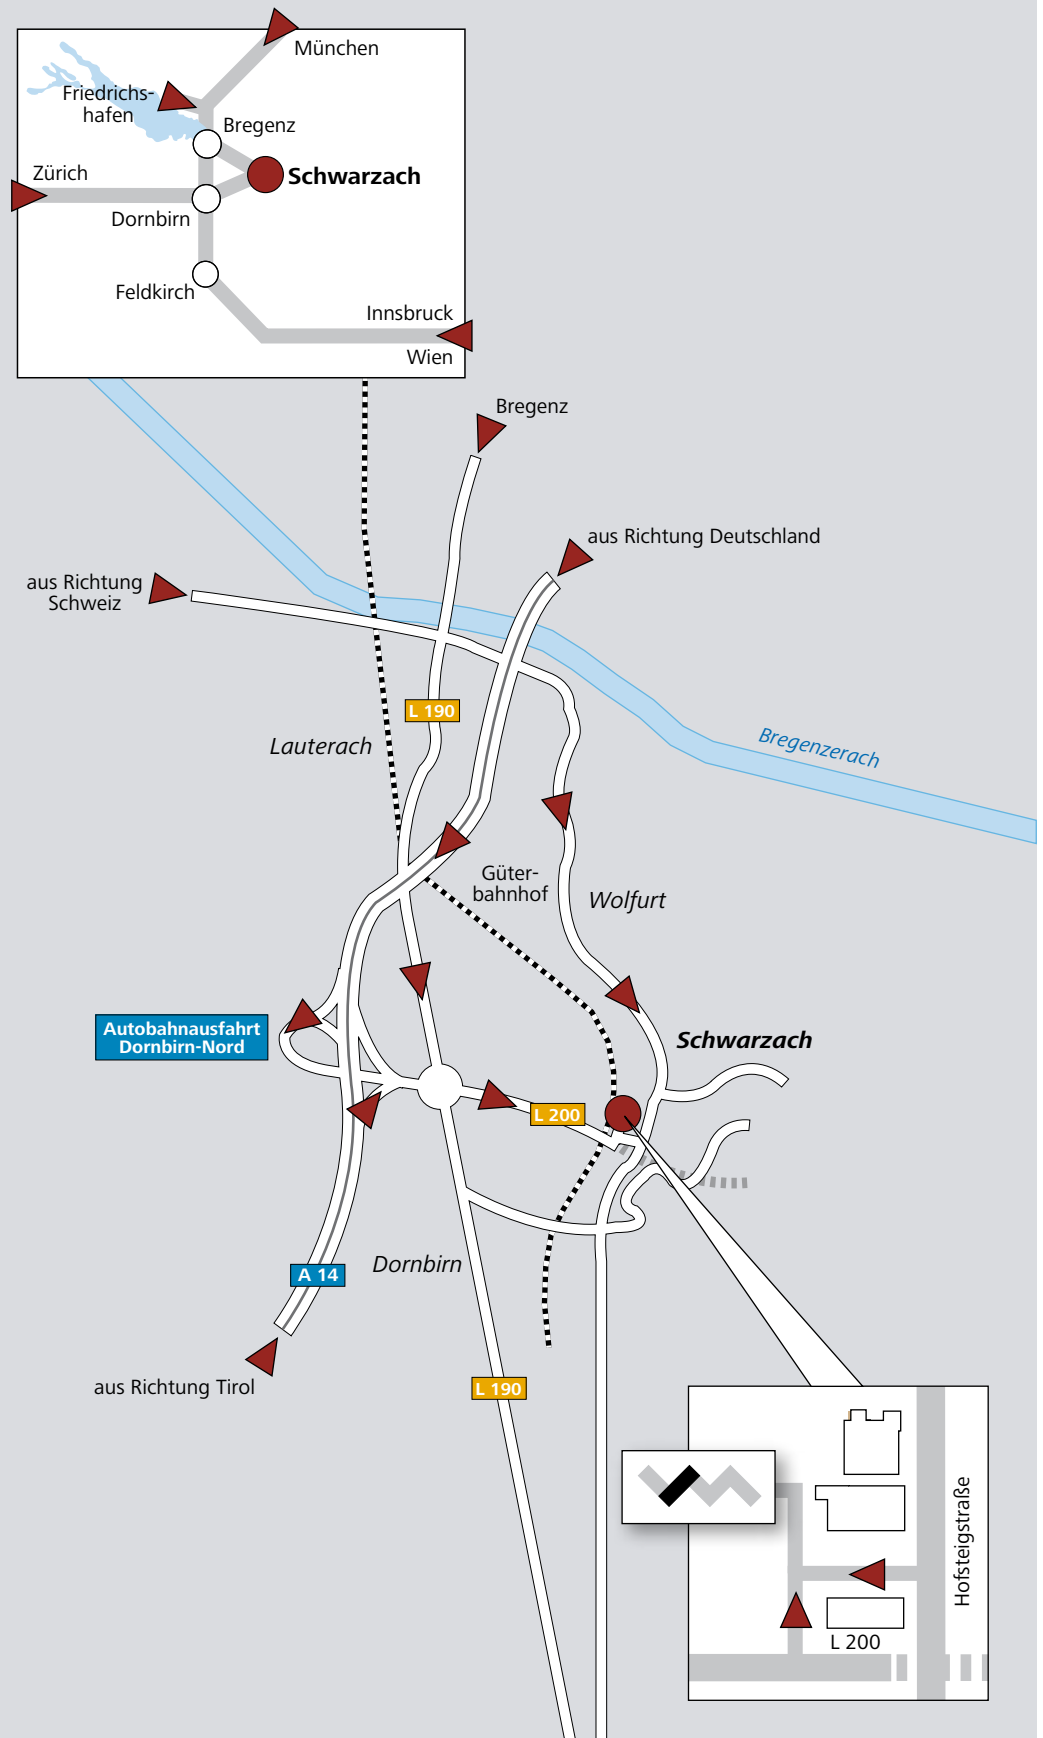 München
Friedrichs-
hafen
Bregenz
Zürich
Schwarzach
Dornbirn
Feldkirch
Innsbruck
Wien
Bregenz
aus Richtung Deutschland
aus Richtung
Schweiz
L 190
Lauterach
Bregenzerach
Güter-
bahnhof
Wolfurt
Autobahnausfahrt
Dornbirn-Nord
Schwarzach
L 200
Dornbirn
A 14
aus Richtung Tirol
L 190
Hofsteigstraße
L 200